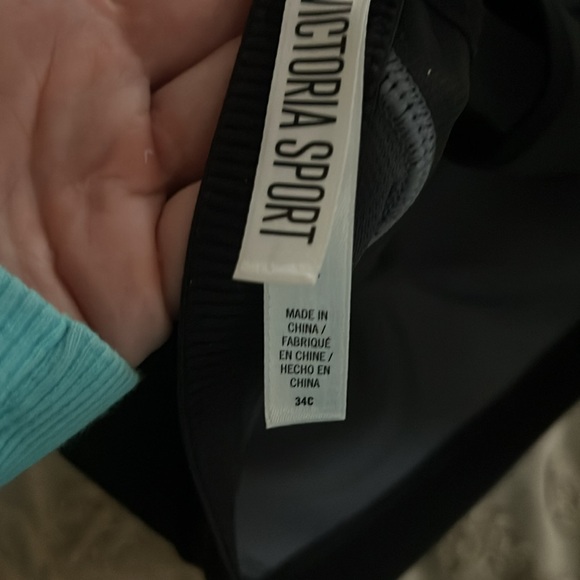 VICTORIA SPORT
MADE IN
CHINA /
FABRIQUÉ
EN CHINE /
HECHO EN
CHINA
34C